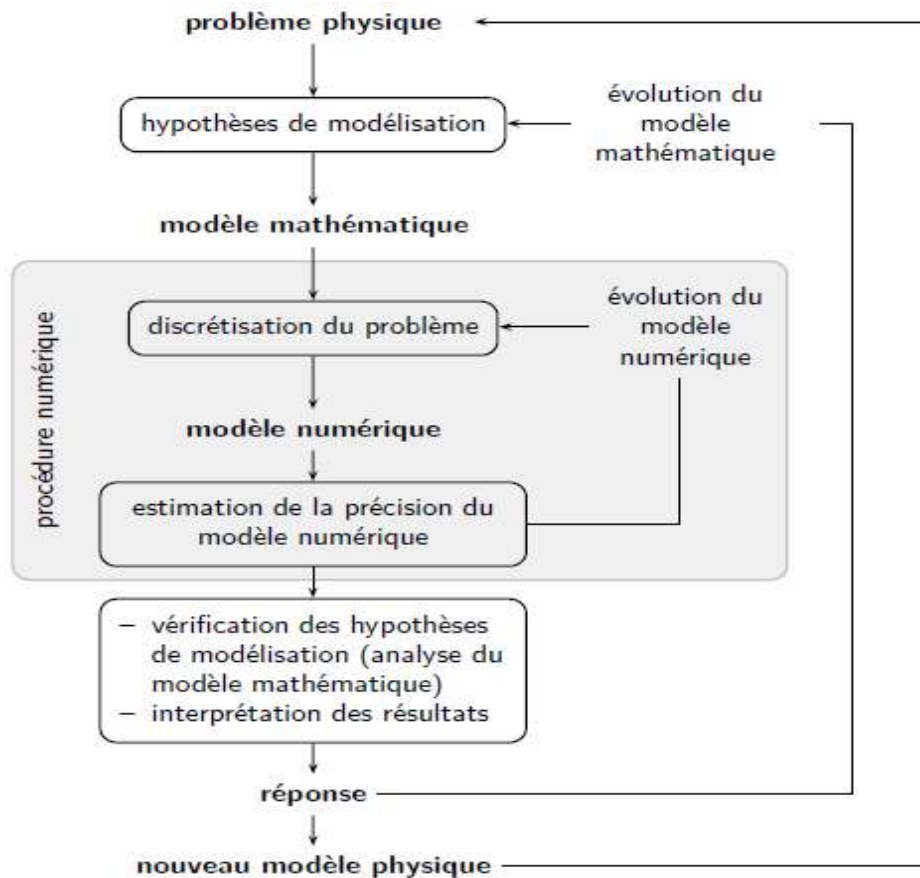 problème physique
hypothèses de modélisation
évolution du
modèle
mathématique
modèle mathématique
procédure numérique
discrétisation du problème
évolution du
modèle
numérique
modèle numérique
estimation de la précision du
modèle numérique
– vérification des hypothèses
de modélisation (analyse du
modèle mathématique)
– interprétation des résultats
réponse
nouveau modèle physique